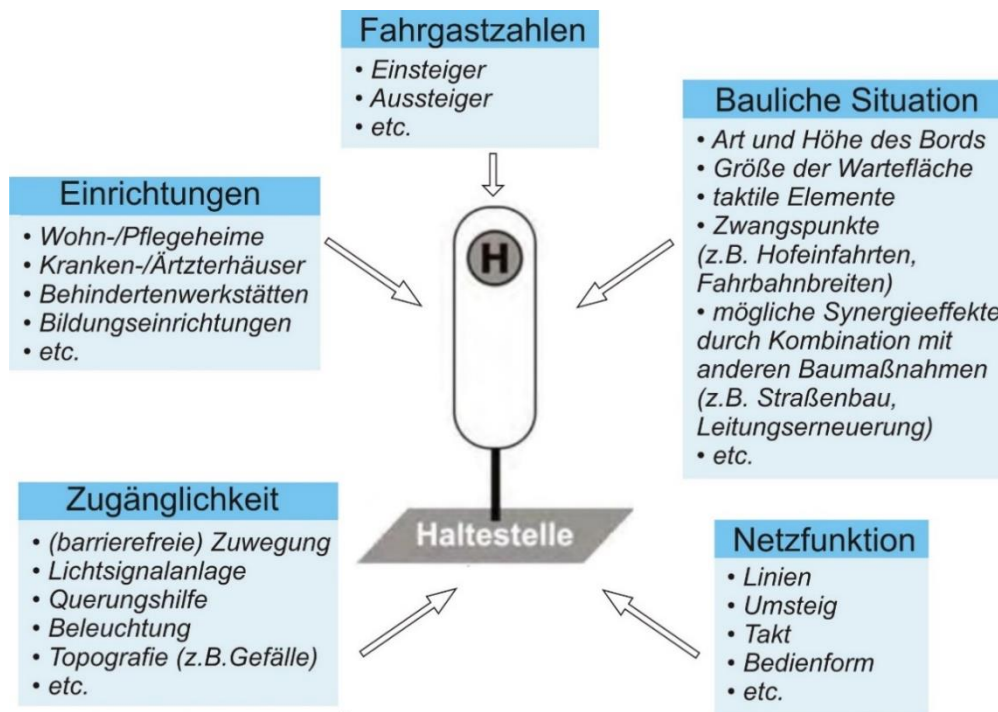 Fahrgastzahlen
• Einsteiger
• Aussteiger
• etc.
Einrichtungen
• Wohn-/Pflegeheime
• Kranken-/Ärtzterhäuser
• Behindertenwerkstätten
• Bildungseinrichtungen
• etc.
Bauliche Situation
• Art und Höhe des Bords
• Größe der Wartefläche
• taktile Elemente
• Zwangspunkte
(z.B. Hofeinfahrten,
Fahrbahnbreiten)
• mögliche Synergieeffekte
durch Kombination mit
anderen Baumaßnahmen
(z.B. Straßenbau,
Leitungserneuerung)
• etc.
H
Haltestelle
Zugänglichkeit
• (barrierefreie) Zuwegung
• Lichtsignalanlage
• Querungshilfe
• Beleuchtung
• Topografie (z.B.Gefälle)
• etc.
Netzfunktion
• Linien
• Umsteig
• Takt
• Bedienform
• etc.